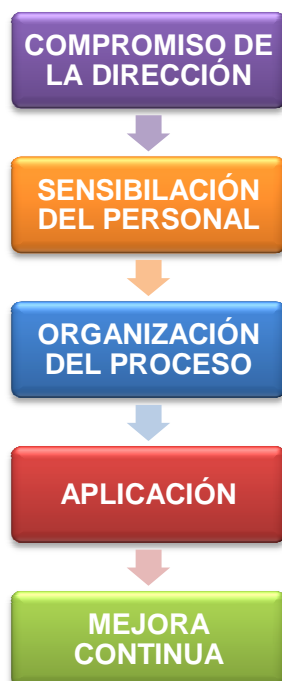 COMPROMISO DE
LA DIRECCIÓN
SENSIBILACIÓN
DEL PERSONAL
ORGANIZACIÓN
DEL PROCESO
APLICACIÓN
MEJORA
CONTINUA